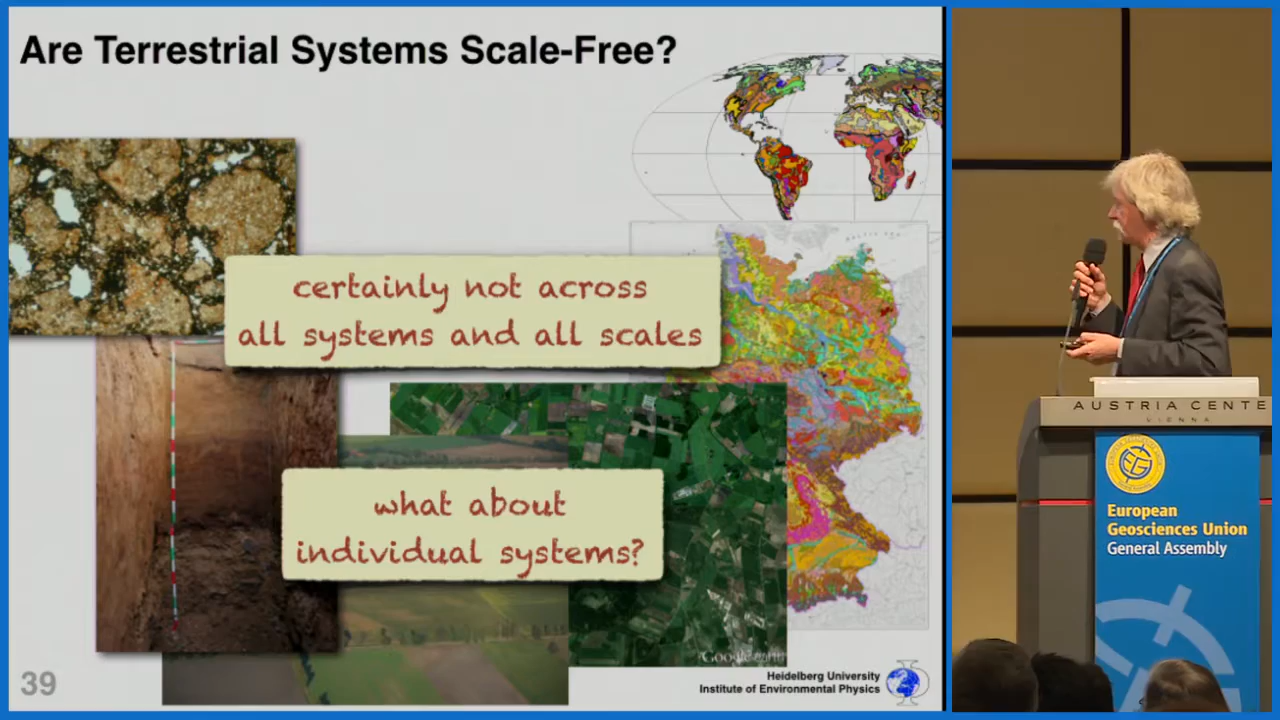 Are Terrestrial Systems Scale-Free?
certainly not across
all systems and all scales
what about
individual systems?
39
Heidelberg University
Institute of Environmental Physics
AUSTRIA CENTE
VIENNA
European
Geosciences Union
General Assembly